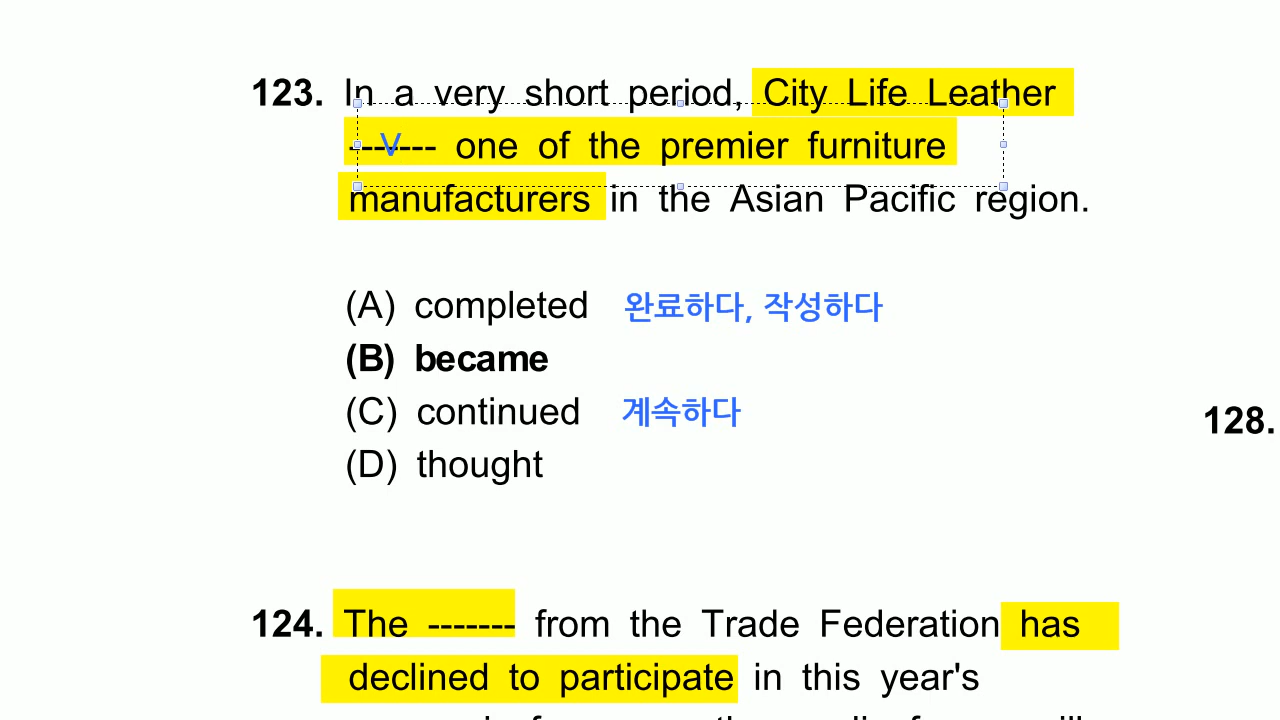 123. In a very short period, City Life Leather
------- one of the premier furniture
V
manufacturers in the Asian Pacific region.
(A) completed 완료하다, 작성하다
(B) became
(C) continued 계속하다
(D) thought
128.
124. The ------- from the Trade Federation has
declined to participate in this year's